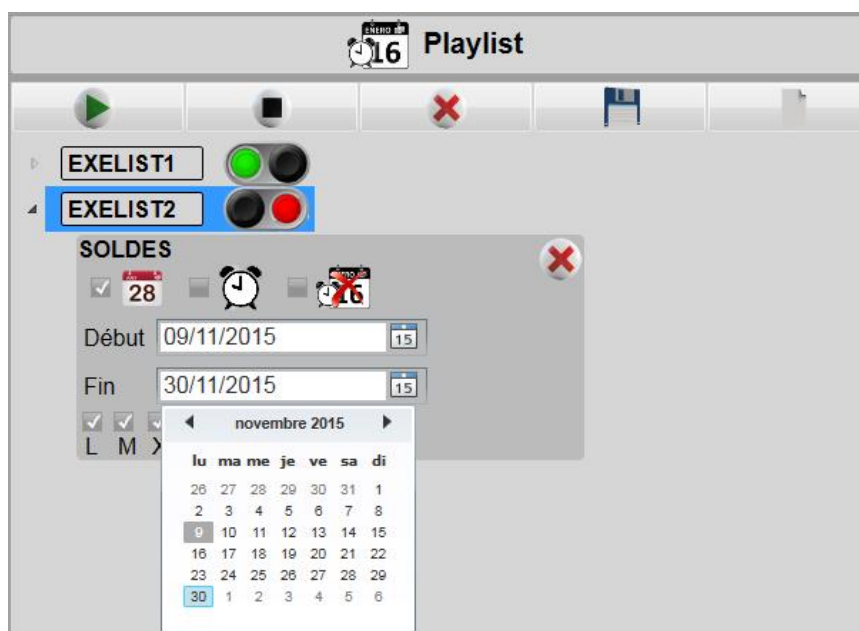 ENERO
16
Playlist
EXELIST1
EXELIST2
SOLDES
28
16
Début 09/11/2015 15
Fin 30/11/2015 15
L M X
novembre 2015
lu ma me je ve sa di
26 27 28 29 30 31 1
2 3 4 5 6 7 8
9 10 11 12 13 14 15
16 17 18 19 20 21 22
23 24 25 26 27 28 29
30 1 2 3 4 5 6